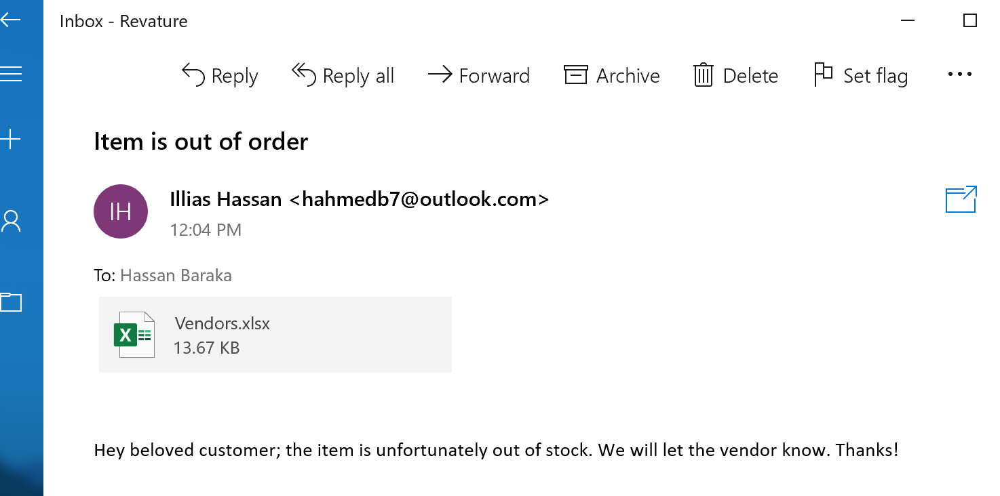 Inbox - Revature
Reply Reply all Forward Archive Delete Set flag
Item is out of order
IH
Illias Hassan <hahmedb7@outlook.com>
12:04 PM
To: Hassan Baraka
X
Vendors.xlsx
13.67 KB
Hey beloved customer; the item is unfortunately out of stock. We will let the vendor know. Thanks!